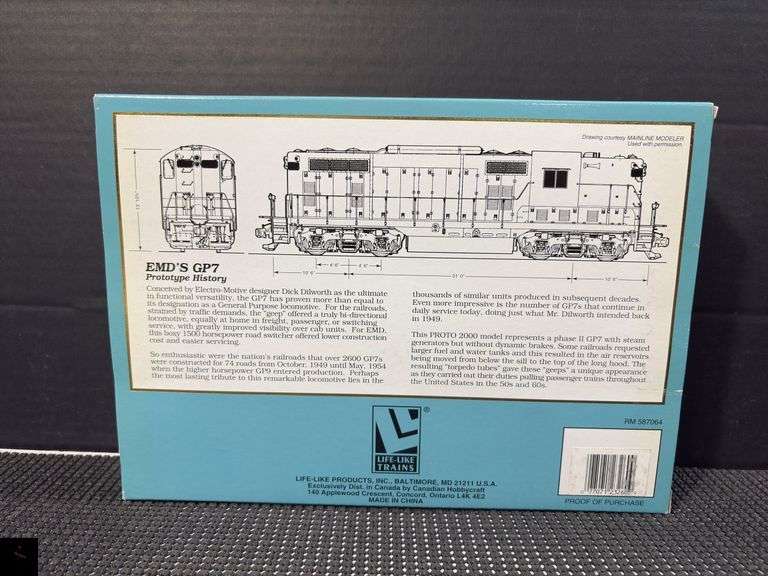 Drawing courtesy MAINLINE MODELER
Used with permission.
EMD'S GP7
Prototype History
Conceived by Electro-Motive designer Dick Dilworth as the ultimate
in functional versatility, the GP7 has proven more than equal to
its designation as a General Purpose locomotive. For the railroads,
strained by traffic demands, the "geep" offered a truly bi-directional
locomotive, equally at home in freight, passenger, or switching
service, with greatly improved visibility over cab units. For EMD,
this boxy 1500 horsepower road switcher offered lower construction
cost and easier servicing.
So enthusiastic were the nation's railroads that over 2600 GP7s
were constructed for 74 roads from October, 1949 until May, 1954
when the higher horsepower GP9 entered production. Perhaps
the most lasting tribute to this remarkable locomotive lies in the
thousands of similar units produced in subsequent decades.
Even more impressive is the number of GP7s that continue in
daily service today, doing just what Mr. Dilworth intended back
in 1949.
This PROTO 2000 model represents a phase II GP7 with steam
generators but without dynamic brakes. Some railroads requested
larger fuel and water tanks and this resulted in the air reservoirs
being moved from below the sill to the top of the long hood. The
resulting "torpedo tubes" gave these "geeps" a unique appearance
as they carried out their duties pulling passenger trains throughout
the United States in the 50s and 60s.
LIFE-LIKE
TRAINS
®
LIFE-LIKE PRODUCTS, INC., BALTIMORE, MD 21211 U.S.A.
Exclusively Dist. in Canada by Canadian Hobbycraft
140 Applewood Crescent, Concord, Ontario L4K 4E2
MADE IN CHINA
RM 587064
PROOF OF PURCHASE